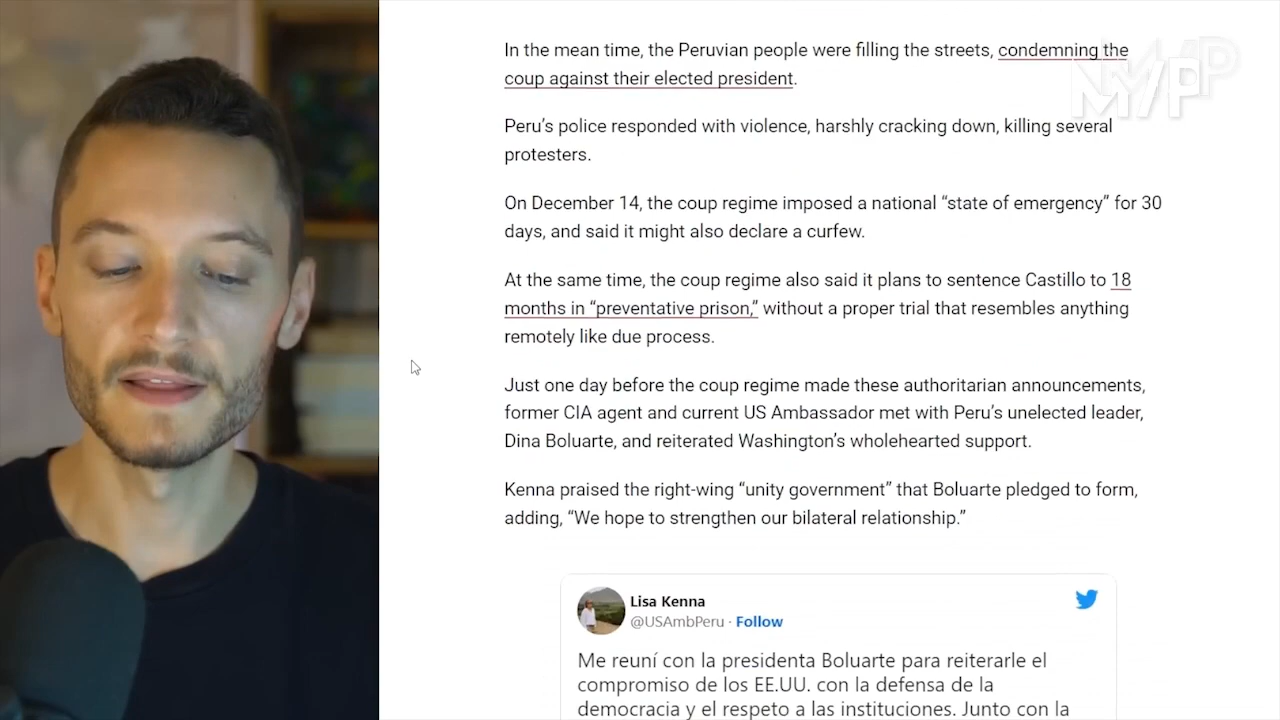 In the mean time, the Peruvian people were filling the streets, condemning the
coup against their elected president.
MVP
Peru’s police responded with violence, harshly cracking down, killing several
protesters.
On December 14, the coup regime imposed a national “state of emergency” for 30
days, and said it might also declare a curfew.
At the same time, the coup regime also said it plans to sentence Castillo to 18
months in “preventative prison,” without a proper trial that resembles anything
remotely like due process.
Just one day before the coup regime made these authoritarian announcements,
former CIA agent and current US Ambassador met with Peru’s unelected leader,
Dina Boluarte, and reiterated Washington’s wholehearted support.
Kenna praised the right-wing “unity government” that Boluarte pledged to form,
adding, “We hope to strengthen our bilateral relationship.”
Lisa Kenna
@USAmbPeru · Follow
Me reuní con la presidenta Boluarte para reiterarle el
compromiso de los EE.UU. con la defensa de la
democracia y el respeto a las instituciones. Junto con la